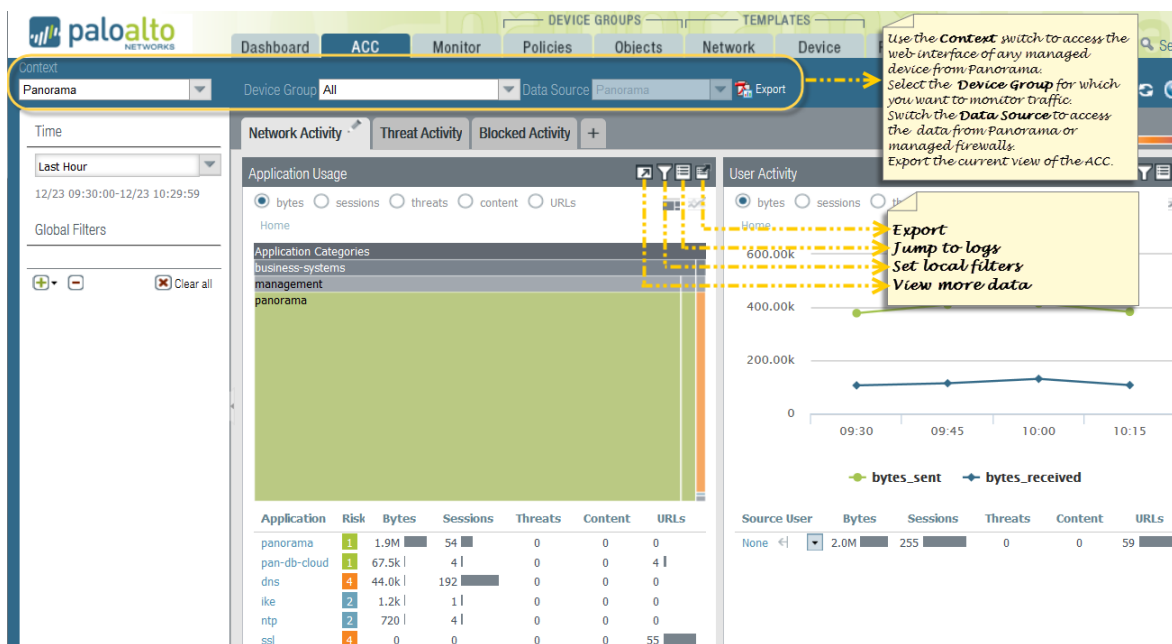 DEVICE GROUPS
TEMPLATES
paloalto
NETWORKS
Dashboard ACC Monitor Policies Objects Network Device
Context
Panorama
Device Group All Data Source Panorama Export
Use the Context switch to access the
web interface of any managed
device from Panorama.
Select the Device Group for which
you want to monitor traffic.
Switch the Data Source to access
the data from Panorama or
managed firewalls.
Export the current view of the ACC.
Time
Last Hour
12/23 09:30:00-12/23 10:29:59
Global Filters
Clear all
Network Activity Threat Activity Blocked Activity +
Application Usage
bytes sessions threats content URLs
Home
Application Categories
business-systems
management
panorama
Application Risk Bytes Sessions Threats Content URLs
panorama 1 1.9M 54 0 0 0
pan-db-cloud 1 67.5k 4 0 0 4
dns 4 44.0k 192 0 0 0
ike 2 1.2k 1 0 0 0
ntp 2 720 4 0 0 0
ssl 4 0 0 0 0 55
User Activity
bytes sessions
Home
Export
Jump to logs
Set local filters
View more data
600.00k
400.00k
200.00k
0
09:30 09:45 10:00 10:15
bytes_sent bytes_received
Source User Bytes Sessions Threats Content URLs
None 2.0M 255 0 0 59